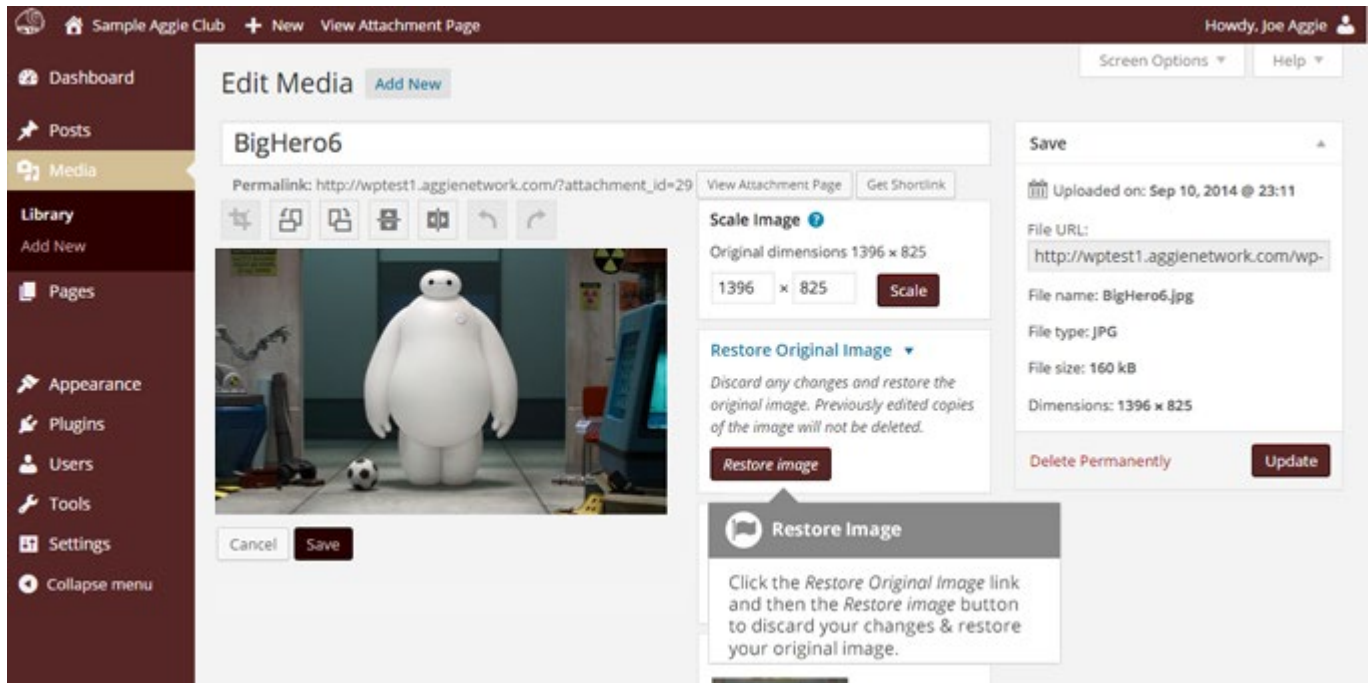 Sample Aggie Club + New View Attachment Page
Howdy, Joe Aggie
Screen Options
Help
Dashboard
Posts
Media
Library
Add New
Pages
Appearance
Plugins
Users
Tools
Settings
Collapse menu
Edit Media Add New
BigHero6
Permalink: http://wptest1.aggienetwork.com/?attachment_id=29
View Attachment Page
Get Shortlink
Scale Image ?
Original dimensions 1396 × 825
1396 × 825 Scale
Restore Original Image
Discard any changes and restore the
original image. Previously edited copies
of the image will not be deleted.
Restore image
Restore Image
Click the Restore Original Image link
and then the Restore image button
to discard your changes & restore
your original image.
Cancel
Save
Save
Uploaded on: Sep 10, 2014 @ 23:11
File URL:
http://wptest1.aggienetwork.com/wp-
File name: BigHero6.jpg
File type: JPG
File size: 160 kB
Dimensions: 1396 × 825
Delete Permanently
Update